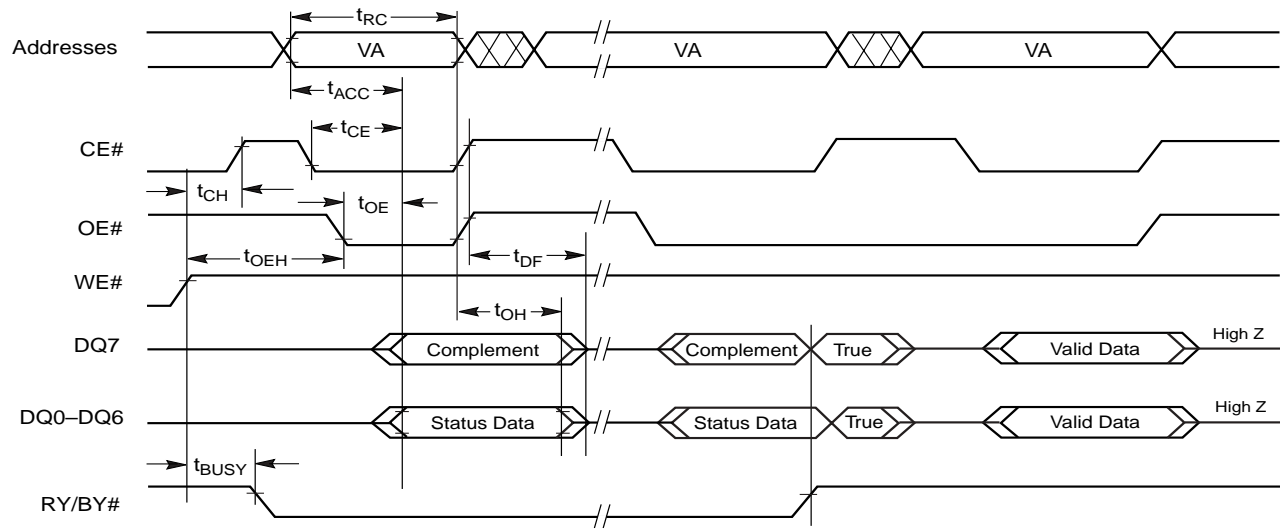 tRC
Addresses VA VA VA
tACC
tCE
CE#
tCH tOE
OE#
tOEH tDF
WE#
tOH
DQ7 Complement Complement True Valid Data High Z
DQ0–DQ6 Status Data Status Data True Valid Data High Z
tBUSY
RY/BY#